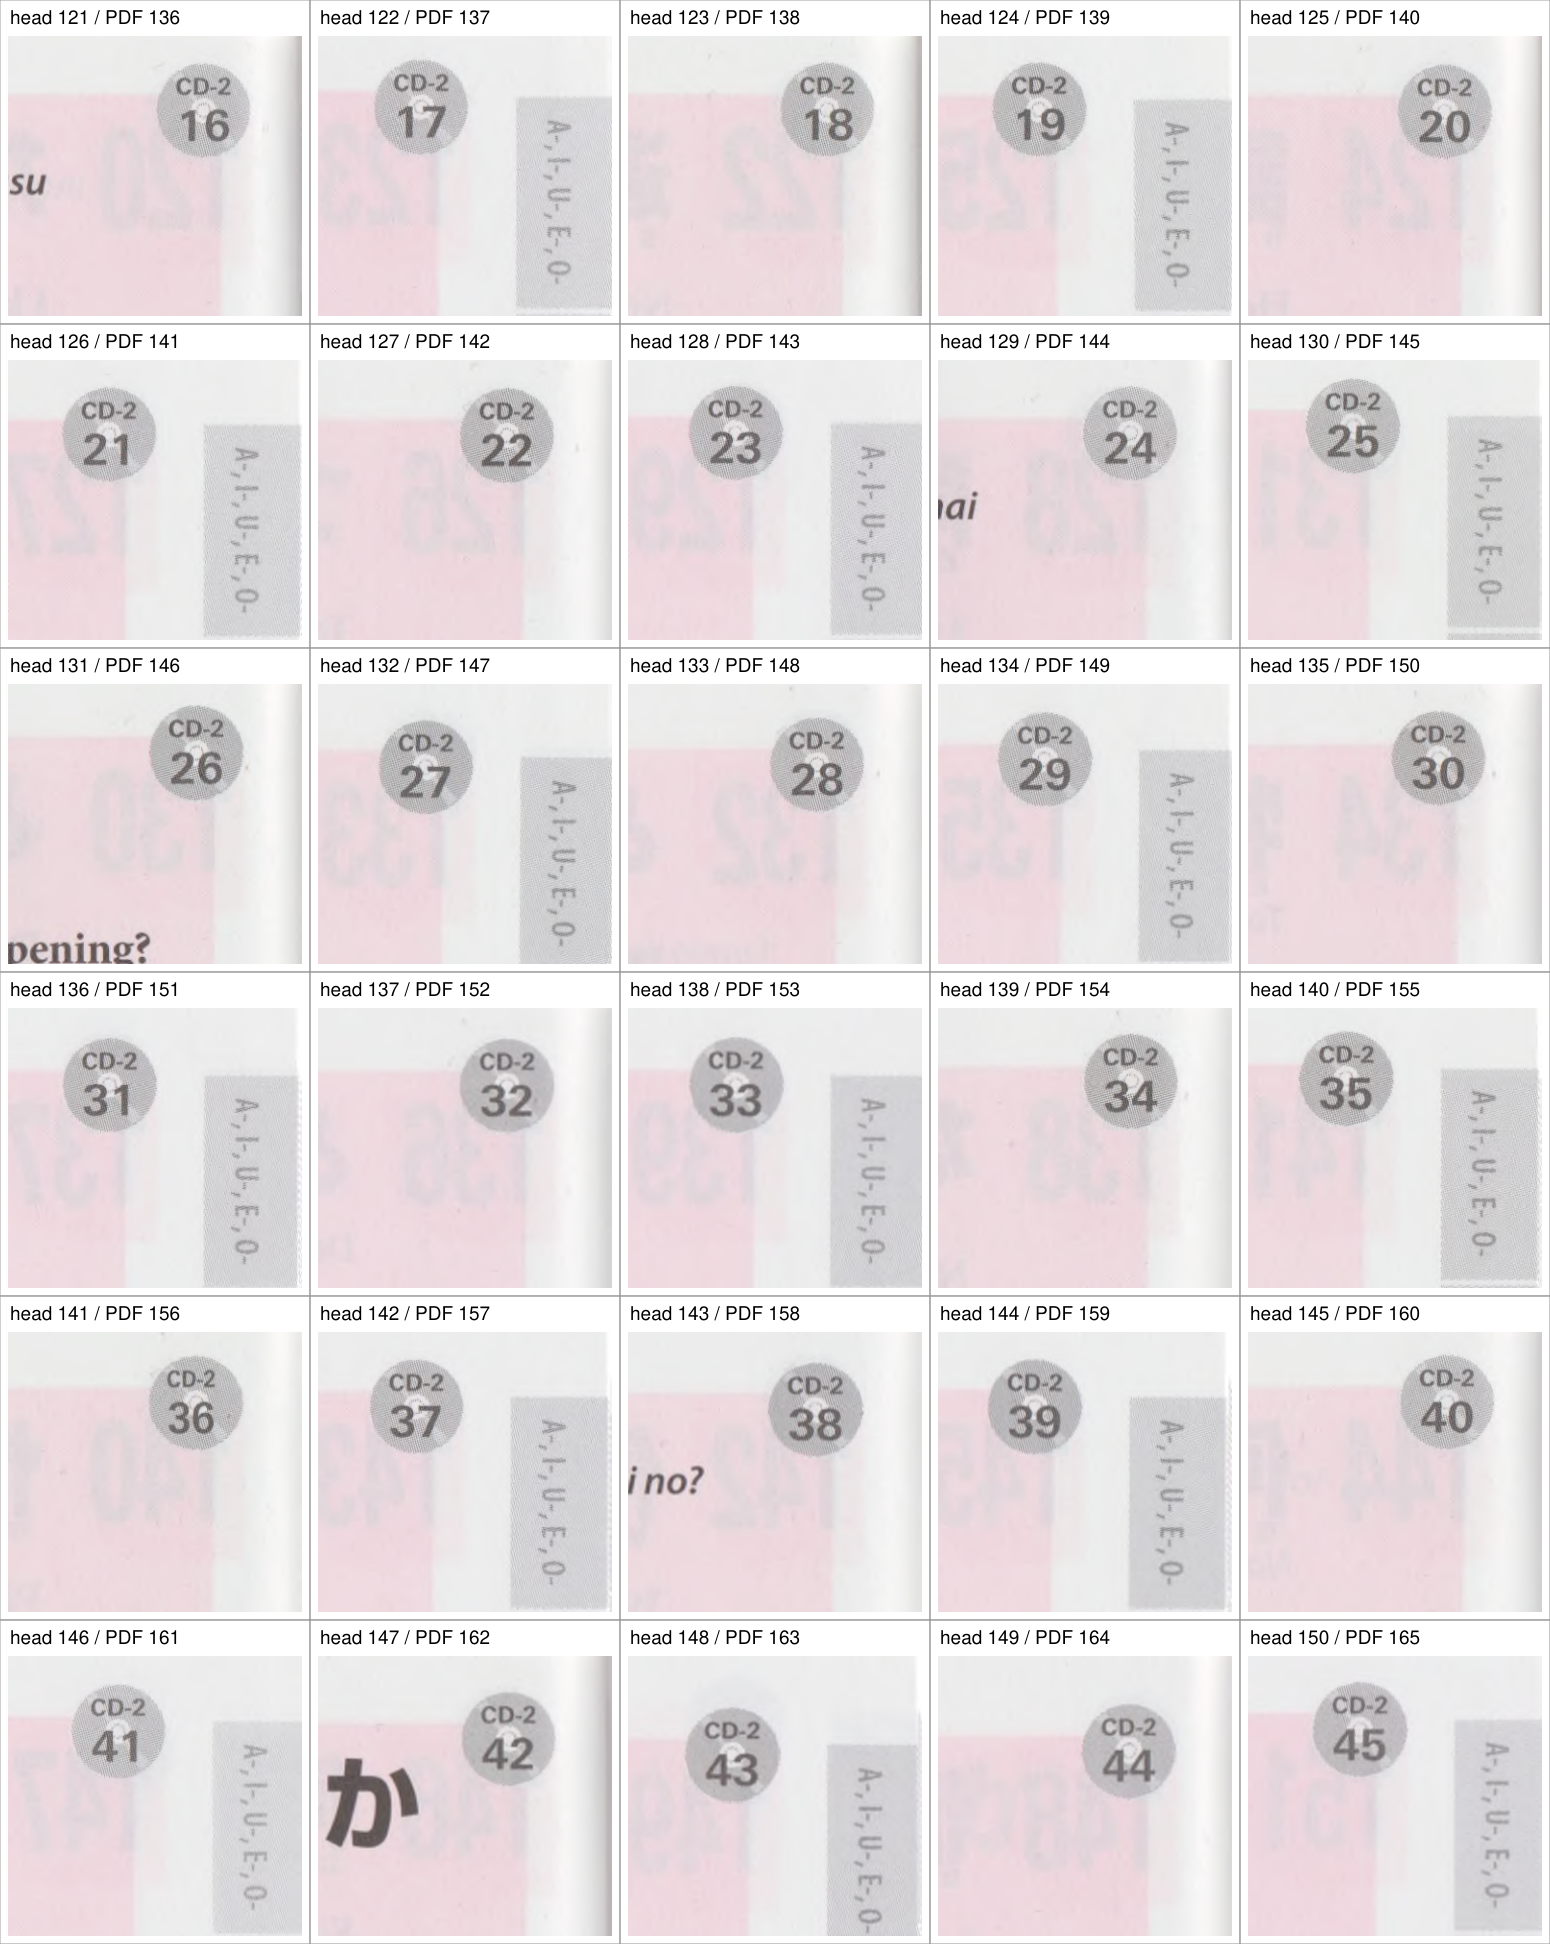 head 121 / PDF 136
CD-2
16
su
head 122 / PDF 137
CD-2
17
A-, I-, U-, E-, O-
head 123 / PDF 138
CD-2
18
head 124 / PDF 139
CD-2
19
A-, I-, U-, E-, O-
head 125 / PDF 140
CD-2
20
head 126 / PDF 141
CD-2
21
A-, I-, U-, E-, O-
head 127 / PDF 142
CD-2
22
head 128 / PDF 143
CD-2
23
A-, I-, U-, E-, O-
head 129 / PDF 144
CD-2
24
nai
head 130 / PDF 145
CD-2
25
A-, I-, U-, E-, O-
head 131 / PDF 146
CD-2
26
pening?
head 132 / PDF 147
CD-2
27
A-, I-, U-, E-, O-
head 133 / PDF 148
CD-2
28
head 134 / PDF 149
CD-2
29
A-, I-, U-, E-, O-
head 135 / PDF 150
CD-2
30
head 136 / PDF 151
CD-2
31
A-, I-, U-, E-, O-
head 137 / PDF 152
CD-2
32
head 138 / PDF 153
CD-2
33
A-, I-, U-, E-, O-
head 139 / PDF 154
CD-2
34
head 140 / PDF 155
CD-2
35
A-, I-, U-, E-, O-
head 141 / PDF 156
CD-2
36
head 142 / PDF 157
CD-2
37
A-, I-, U-, E-, O-
head 143 / PDF 158
CD-2
38
i no?
head 144 / PDF 159
CD-2
39
A-, I-, U-, E-, O-
head 145 / PDF 160
CD-2
40
head 146 / PDF 161
CD-2
41
A-, I-, U-, E-, O-
head 147 / PDF 162
CD-2
42
か
head 148 / PDF 163
CD-2
43
A-, I-, U-, E-, O-
head 149 / PDF 164
CD-2
44
head 150 / PDF 165
CD-2
45
A-, I-, U-, E-, O-